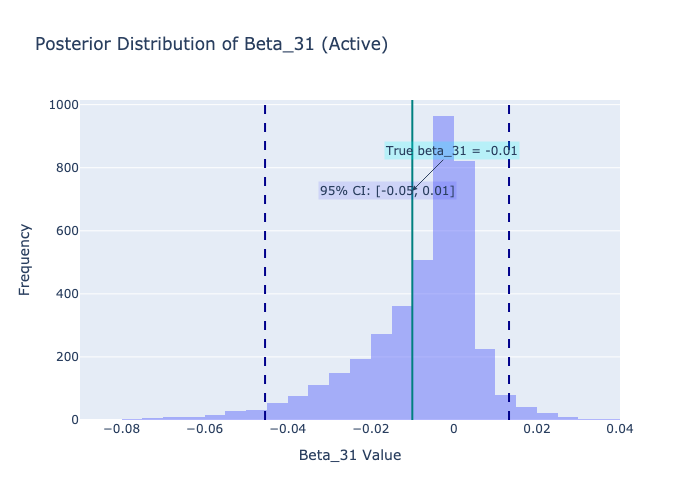 Posterior Distribution of Beta_31 (Active)
1000
800
600
400
200
0
Frequency
True beta_31 = -0.01
95% CI: [-0.05, 0.01]
−0.08
−0.06
−0.04
−0.02
0
0.02
0.04
Beta_31 Value